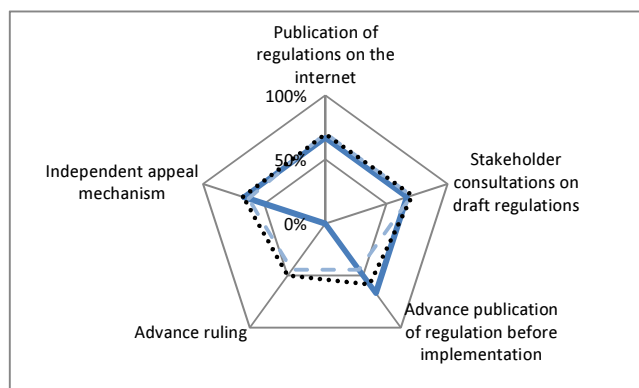 Publication of
regulations on the
internet
100%
50%
0%
Stakeholder
consultations on
draft regulations
Advance publication
of regulation before
implementation
Advance ruling
Independent appeal
mechanism